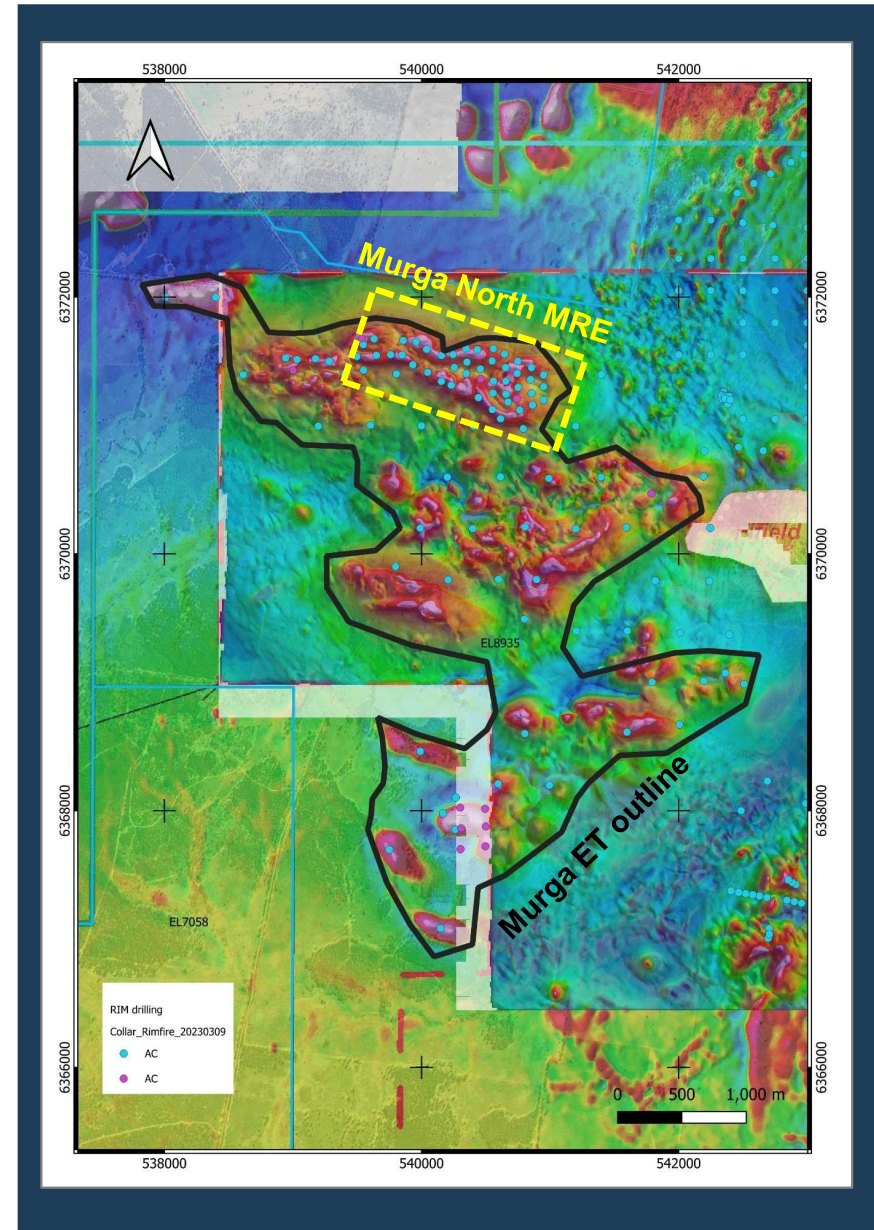 538000 540000 542000
6372000 6372000
Murga North MRE
6370000 6370000
EL8935
6368000 6368000
Murga ET outline
EL7058
RIM drilling
Collar_Rimfire_20230309
AC
AC
6366000 6366000
0 500 1,000 m
538000 540000 542000